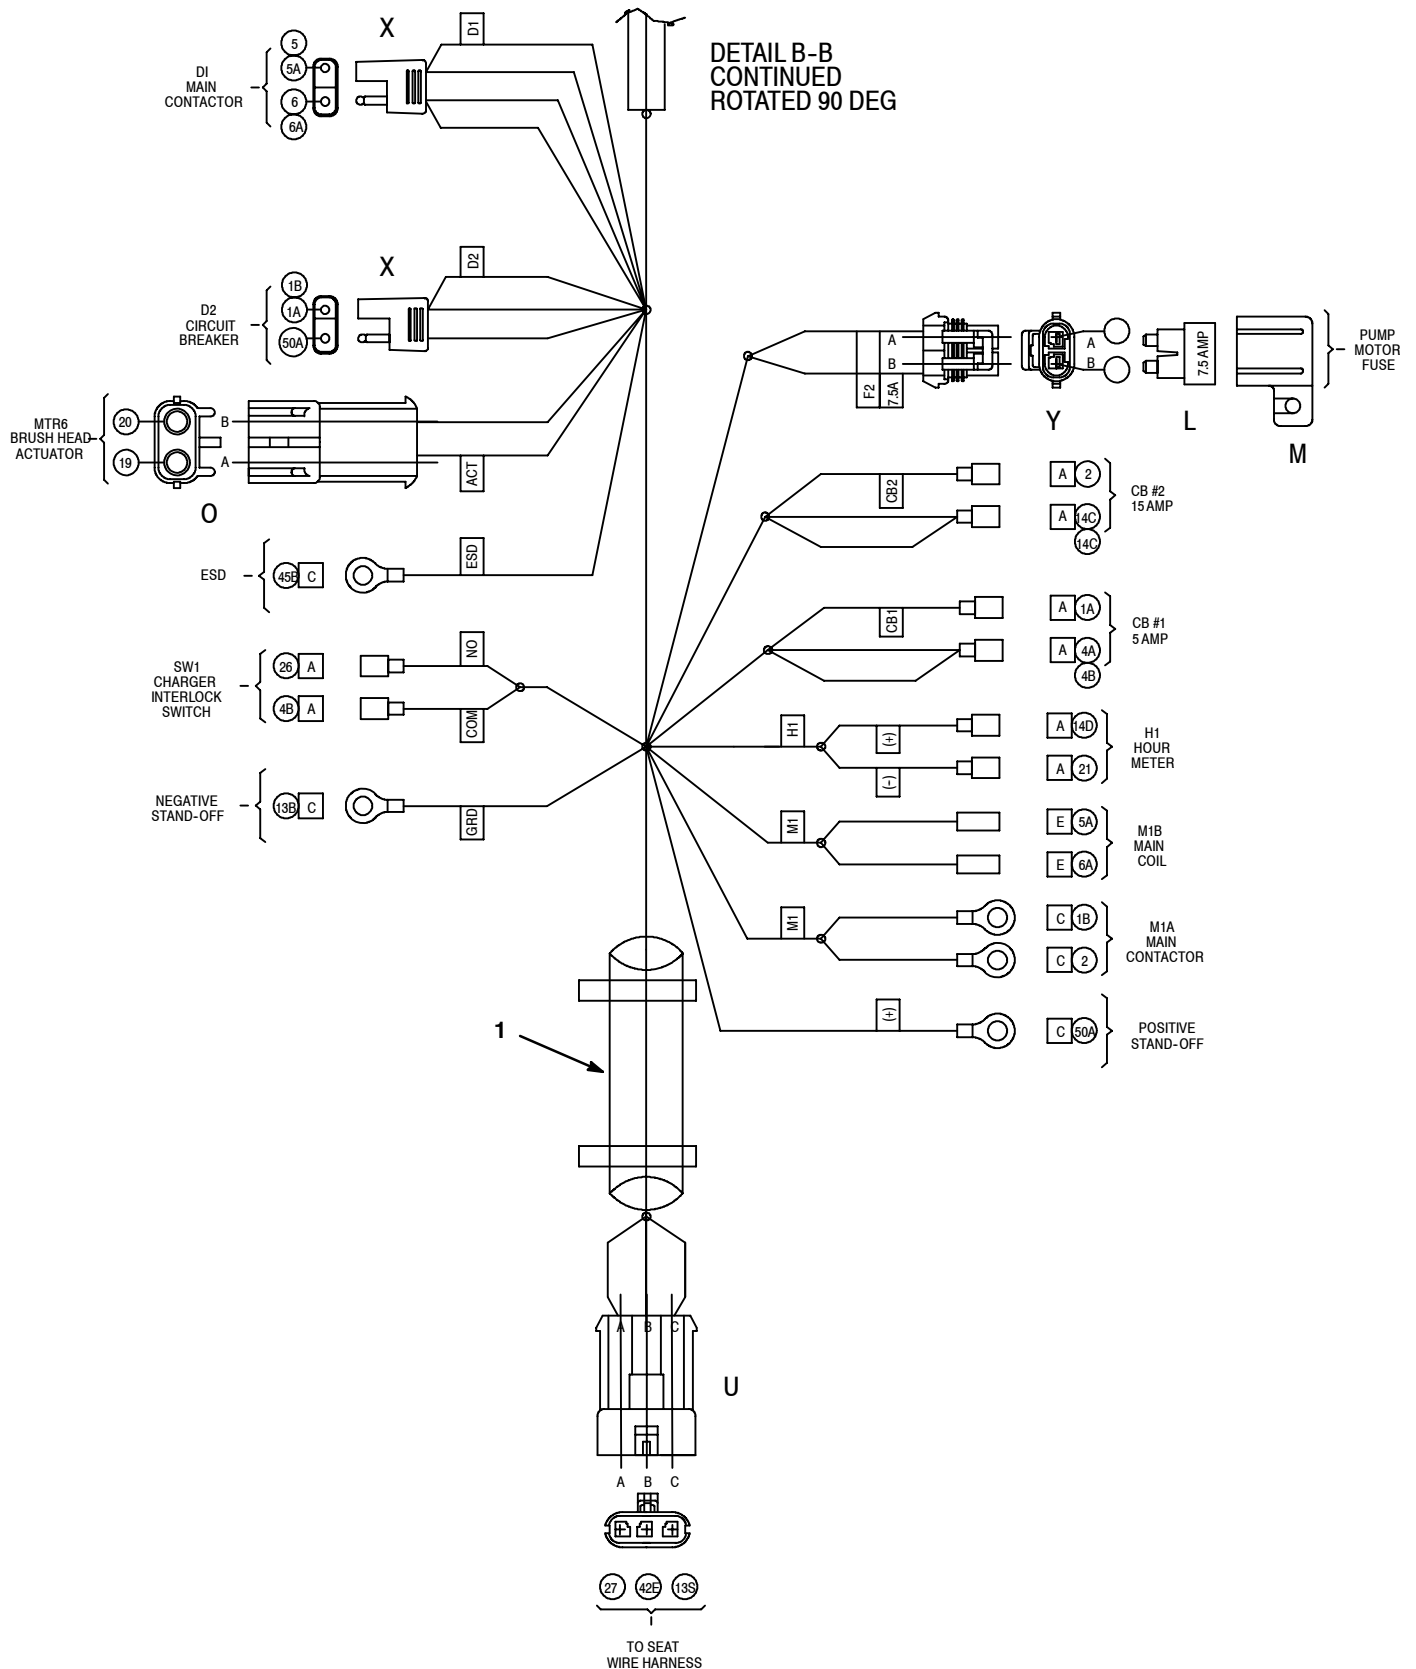 DETAIL B-B
CONTINUED
ROTATED 90 DEG
X
D1
5
5A
6
6A
DI
MAIN
CONTACTOR
X
D2
1B
1A
50A
D2
CIRCUIT
BREAKER
MTR6
BRUSH HEAD
ACTUATOR
20
19
B
A
ACT
O
ESD
45B
C
ESD
SW1
CHARGER
INTERLOCK
SWITCH
26
A
4B
A
NO
COM
NEGATIVE
STAND-OFF
13B
C
GRD
F2
7.5A
A
B
A
B
Y
7.5 AMP
L
M
PUMP
MOTOR
FUSE
CB2
A
2
A
14C
14C
CB #2
15 AMP
CB1
A
1A
A
4A
4B
CB #1
5 AMP
H1
(+)
(-)
A
14D
A
21
H1
HOUR
METER
M1
E
5A
E
6A
M1B
MAIN
COIL
M1
C
1B
C
2
M1A
MAIN
CONTACTOR
(+)
C
50A
POSITIVE
STAND-OFF
1
A
B
C
U
A
B
C
27
42E
13S
TO SEAT
WIRE HARNESS